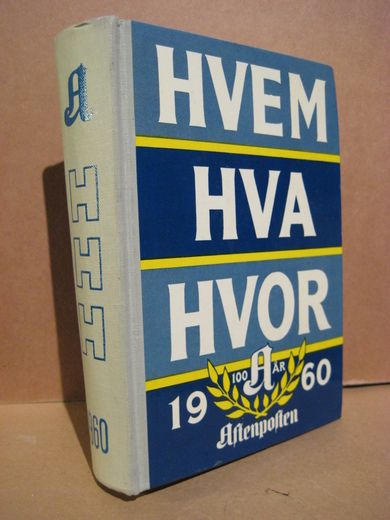 A
H
H
H
1960
HVEM
HVA
HVOR
100 A ÅR
19 60
Aftenposten